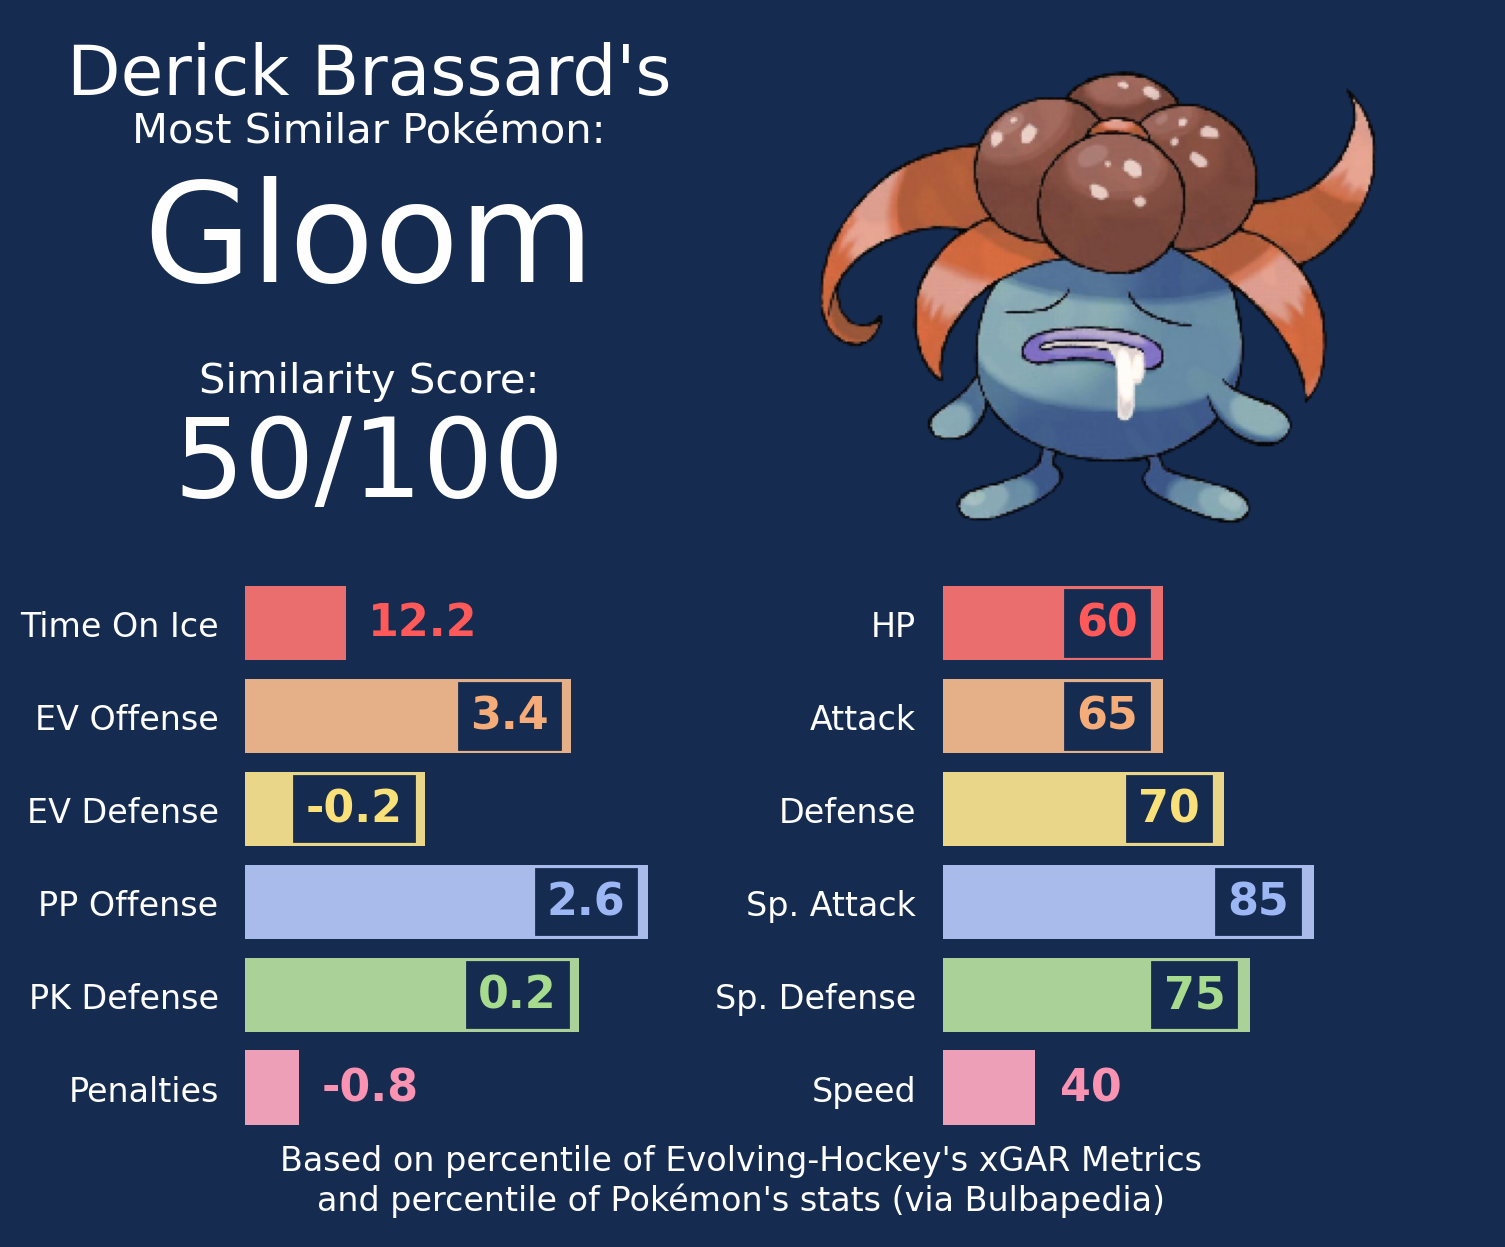 Derick Brassard's
Most Similar Pokémon:
Gloom
Similarity Score:
50/100
Time On Ice 12.2
EV Offense 3.4
EV Defense -0.2
PP Offense 2.6
PK Defense 0.2
Penalties -0.8
HP 60
Attack 65
Defense 70
Sp. Attack 85
Sp. Defense 75
Speed 40
Based on percentile of Evolving-Hockey's xGAR Metrics
and percentile of Pokémon's stats (via Bulbapedia)